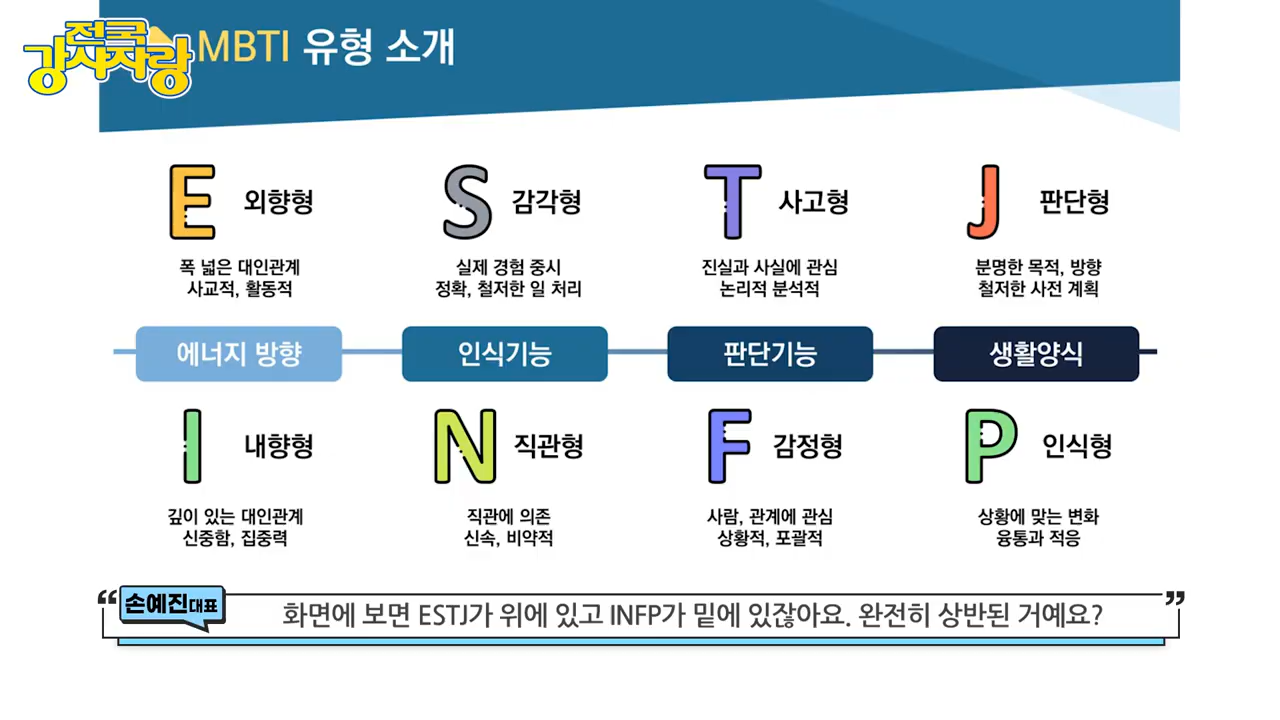 전국
강사자랑
MBTI 유형 소개
E 외향형
폭 넓은 대인관계
사교적, 활동적
S 감각형
실제 경험 중시
정확, 철저한 일 처리
T 사고형
진실과 사실에 관심
논리적 분석적
J 판단형
분명한 목적, 방향
철저한 사전 계획
에너지 방향
인식기능
판단기능
생활양식
I 내향형
깊이 있는 대인관계
신중함, 집중력
N 직관형
직관에 의존
신속, 비약적
F 감정형
사람, 관계에 관심
상황적, 포괄적
P 인식형
상황에 맞는 변화
융통과 적응
손예진대표
“화면에 보면 ESTJ가 위에 있고 INFP가 밑에 있잖아요. 완전히 상반된 거예요?”